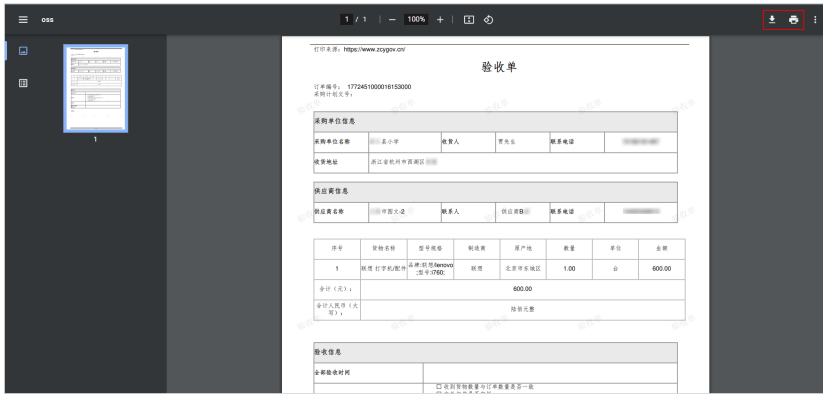 oss
1 / 1
100%
1
打印来源: https://www.zcygov.cn/
验收单
订单编号: 1772451000016153000
采购计划文号:
采购单位信息
采购单位名称 县小学 收货人 贾先生 联系电话
收货地址 浙江省杭州市西湖区
供应商信息
供应商名称 市图文-2 联系人 供应商B 联系电话
序号 货物名称 型号规格 制造商 原产地 数量 单位 金额
1 联想 打字机/配件 品牌:联想/lenovo;型号:i760; 联想 北京市东城区 1.00 台 600.00
合计（元）: 600.00
合计人民币（大写）: 陆佰元整
验收信息
全部验收时间
收到货物数量与订单数量是否一致